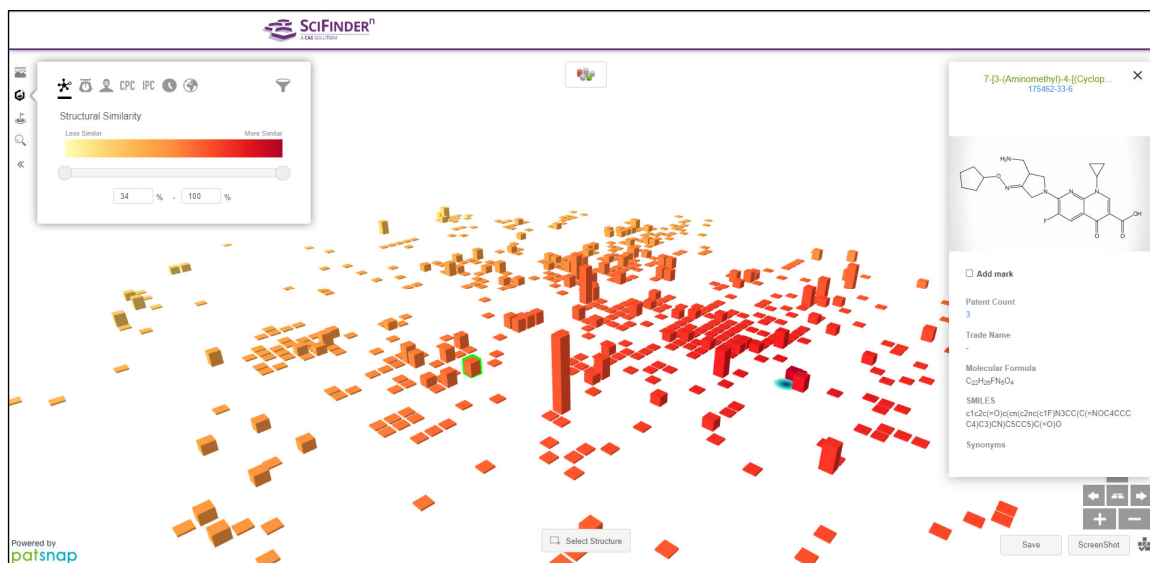 SCIFINDERⁿ
A CAS SOLUTION
CPC IPC
Structural Similarity
Less Similar More Similar
34 % - 100 %
7-[3-(Aminomethyl)-4-[(Cyclop...
175462-33-6
H₂N
O
N
N
N
N
F
O
O
OH
Add mark
Patent Count
3
Trade Name
-
Molecular Formula
C₂₂H₂₆FN₅O₄
SMILES
c1c2c(=O)c(cn(c2nc(c1F)N3CC(C(=NOC4CCC
C4)C3)CN)C5CC5)C(=O)O
Synonyms
Select Structure
Save
ScreenShot
Powered by
patsnap